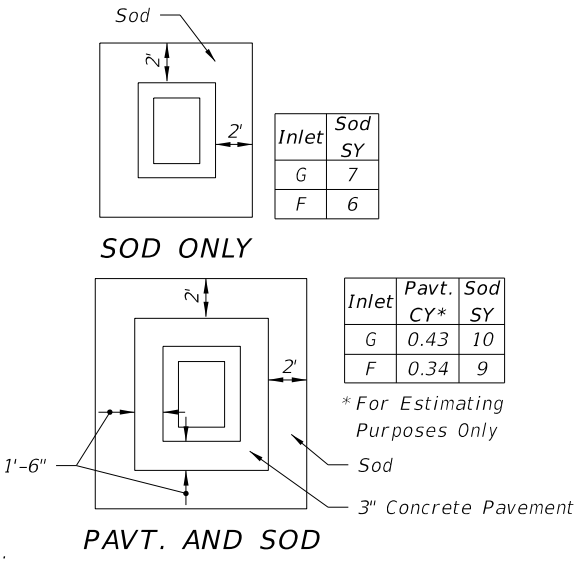 Sod
2'
2'
Inlet Sod SY
G 7
F 6
SOD ONLY
2'
2'
1'-6"
Inlet Pavt. CY* Sod SY
G 0.43 10
F 0.34 9
* For Estimating
Purposes Only
Sod
3" Concrete Pavement
PAVT. AND SOD
.